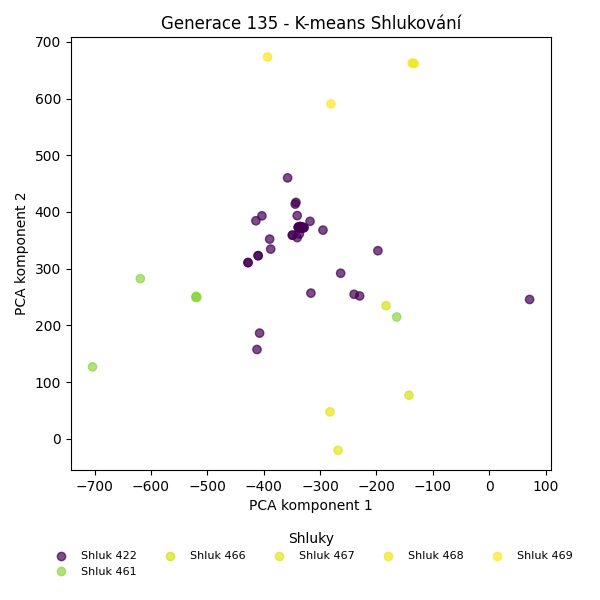 Generace 135 - K-means Shlukování
700
600
500
400
300
200
100
0
PCA komponent 2
−700 −600 −500 −400 −300 −200 −100 0 100
PCA komponent 1
Shluky
Shluk 422 Shluk 466 Shluk 467 Shluk 468 Shluk 469
Shluk 461